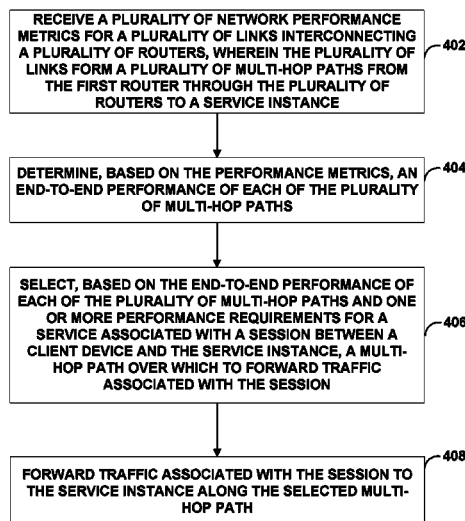 RECEIVE A PLURALITY OF NETWORK PERFORMANCE
METRICS FOR A PLURALITY OF LINKS INTERCONNECTING
A PLURALITY OF ROUTERS, WHEREIN THE PLURALITY OF
LINKS FORM A PLURALITY OF MULTI-HOP PATHS FROM
THE FIRST ROUTER THROUGH THE PLURALITY OF
ROUTERS TO A SERVICE INSTANCE
402
DETERMINE, BASED ON THE PERFORMANCE METRICS, AN
END-TO-END PERFORMANCE OF EACH OF THE PLURALITY
OF MULTI-HOP PATHS
404
SELECT, BASED ON THE END-TO-END PERFORMANCE OF
EACH OF THE PLURALITY OF MULTI-HOP PATHS AND ONE
OR MORE PERFORMANCE REQUIREMENTS FOR A
SERVICE ASSOCIATED WITH A SESSION BETWEEN A
CLIENT DEVICE AND THE SERVICE INSTANCE, A MULTI-
HOP PATH OVER WHICH TO FORWARD TRAFFIC
ASSOCIATED WITH THE SESSION
406
FORWARD TRAFFIC ASSOCIATED WITH THE SESSION TO
THE SERVICE INSTANCE ALONG THE SELECTED MULTI-
HOP PATH
408